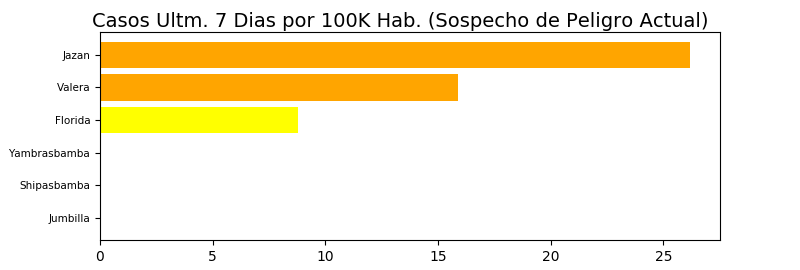 Casos Ultm. 7 Dias por 100K Hab. (Sospecho de Peligro Actual)
Jazan
Valera
Florida
Yambrasbamba
Shipasbamba
Jumbilla
0 5 10 15 20 25